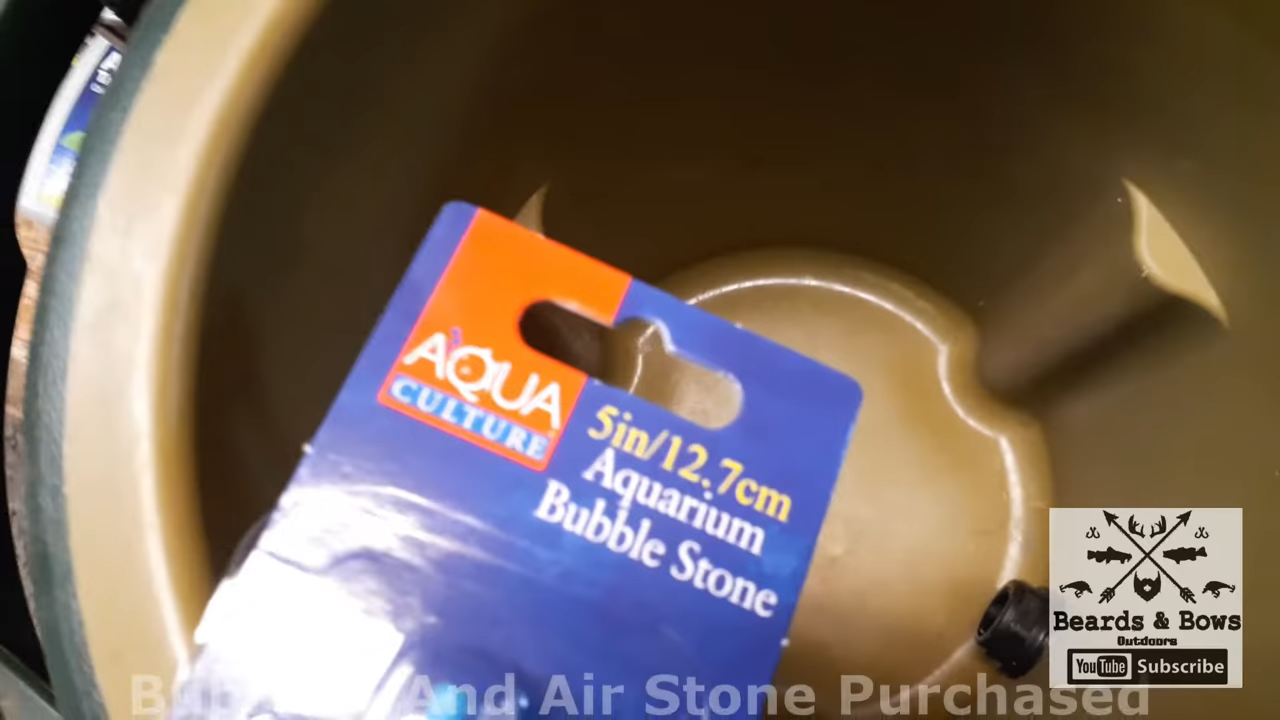 AQUA
CULTURE
5in/12.7cm
Aquarium
Bubble Stone
Beards & Bows
Outdoors
YouTube Subscribe
And Air Stone Purchased